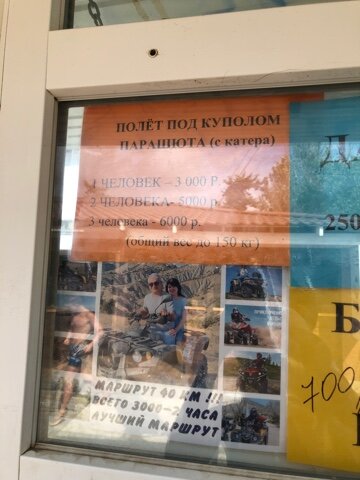 ПОЛЁТ ПОД КУПОЛОМ
ПАРАШЮТА (с катера)
1 ЧЕЛОВЕК – 3 000 Р.
2 ЧЕЛОВЕКА- 5000 р.
3 человека - 6000 р.
(общий вес до 150 кг)
МАРШРУТ 40 КМ !!!
ВСЕГО 3000-2 ЧАСА
ЛУЧШИЙ МАРШРУТ
250
700